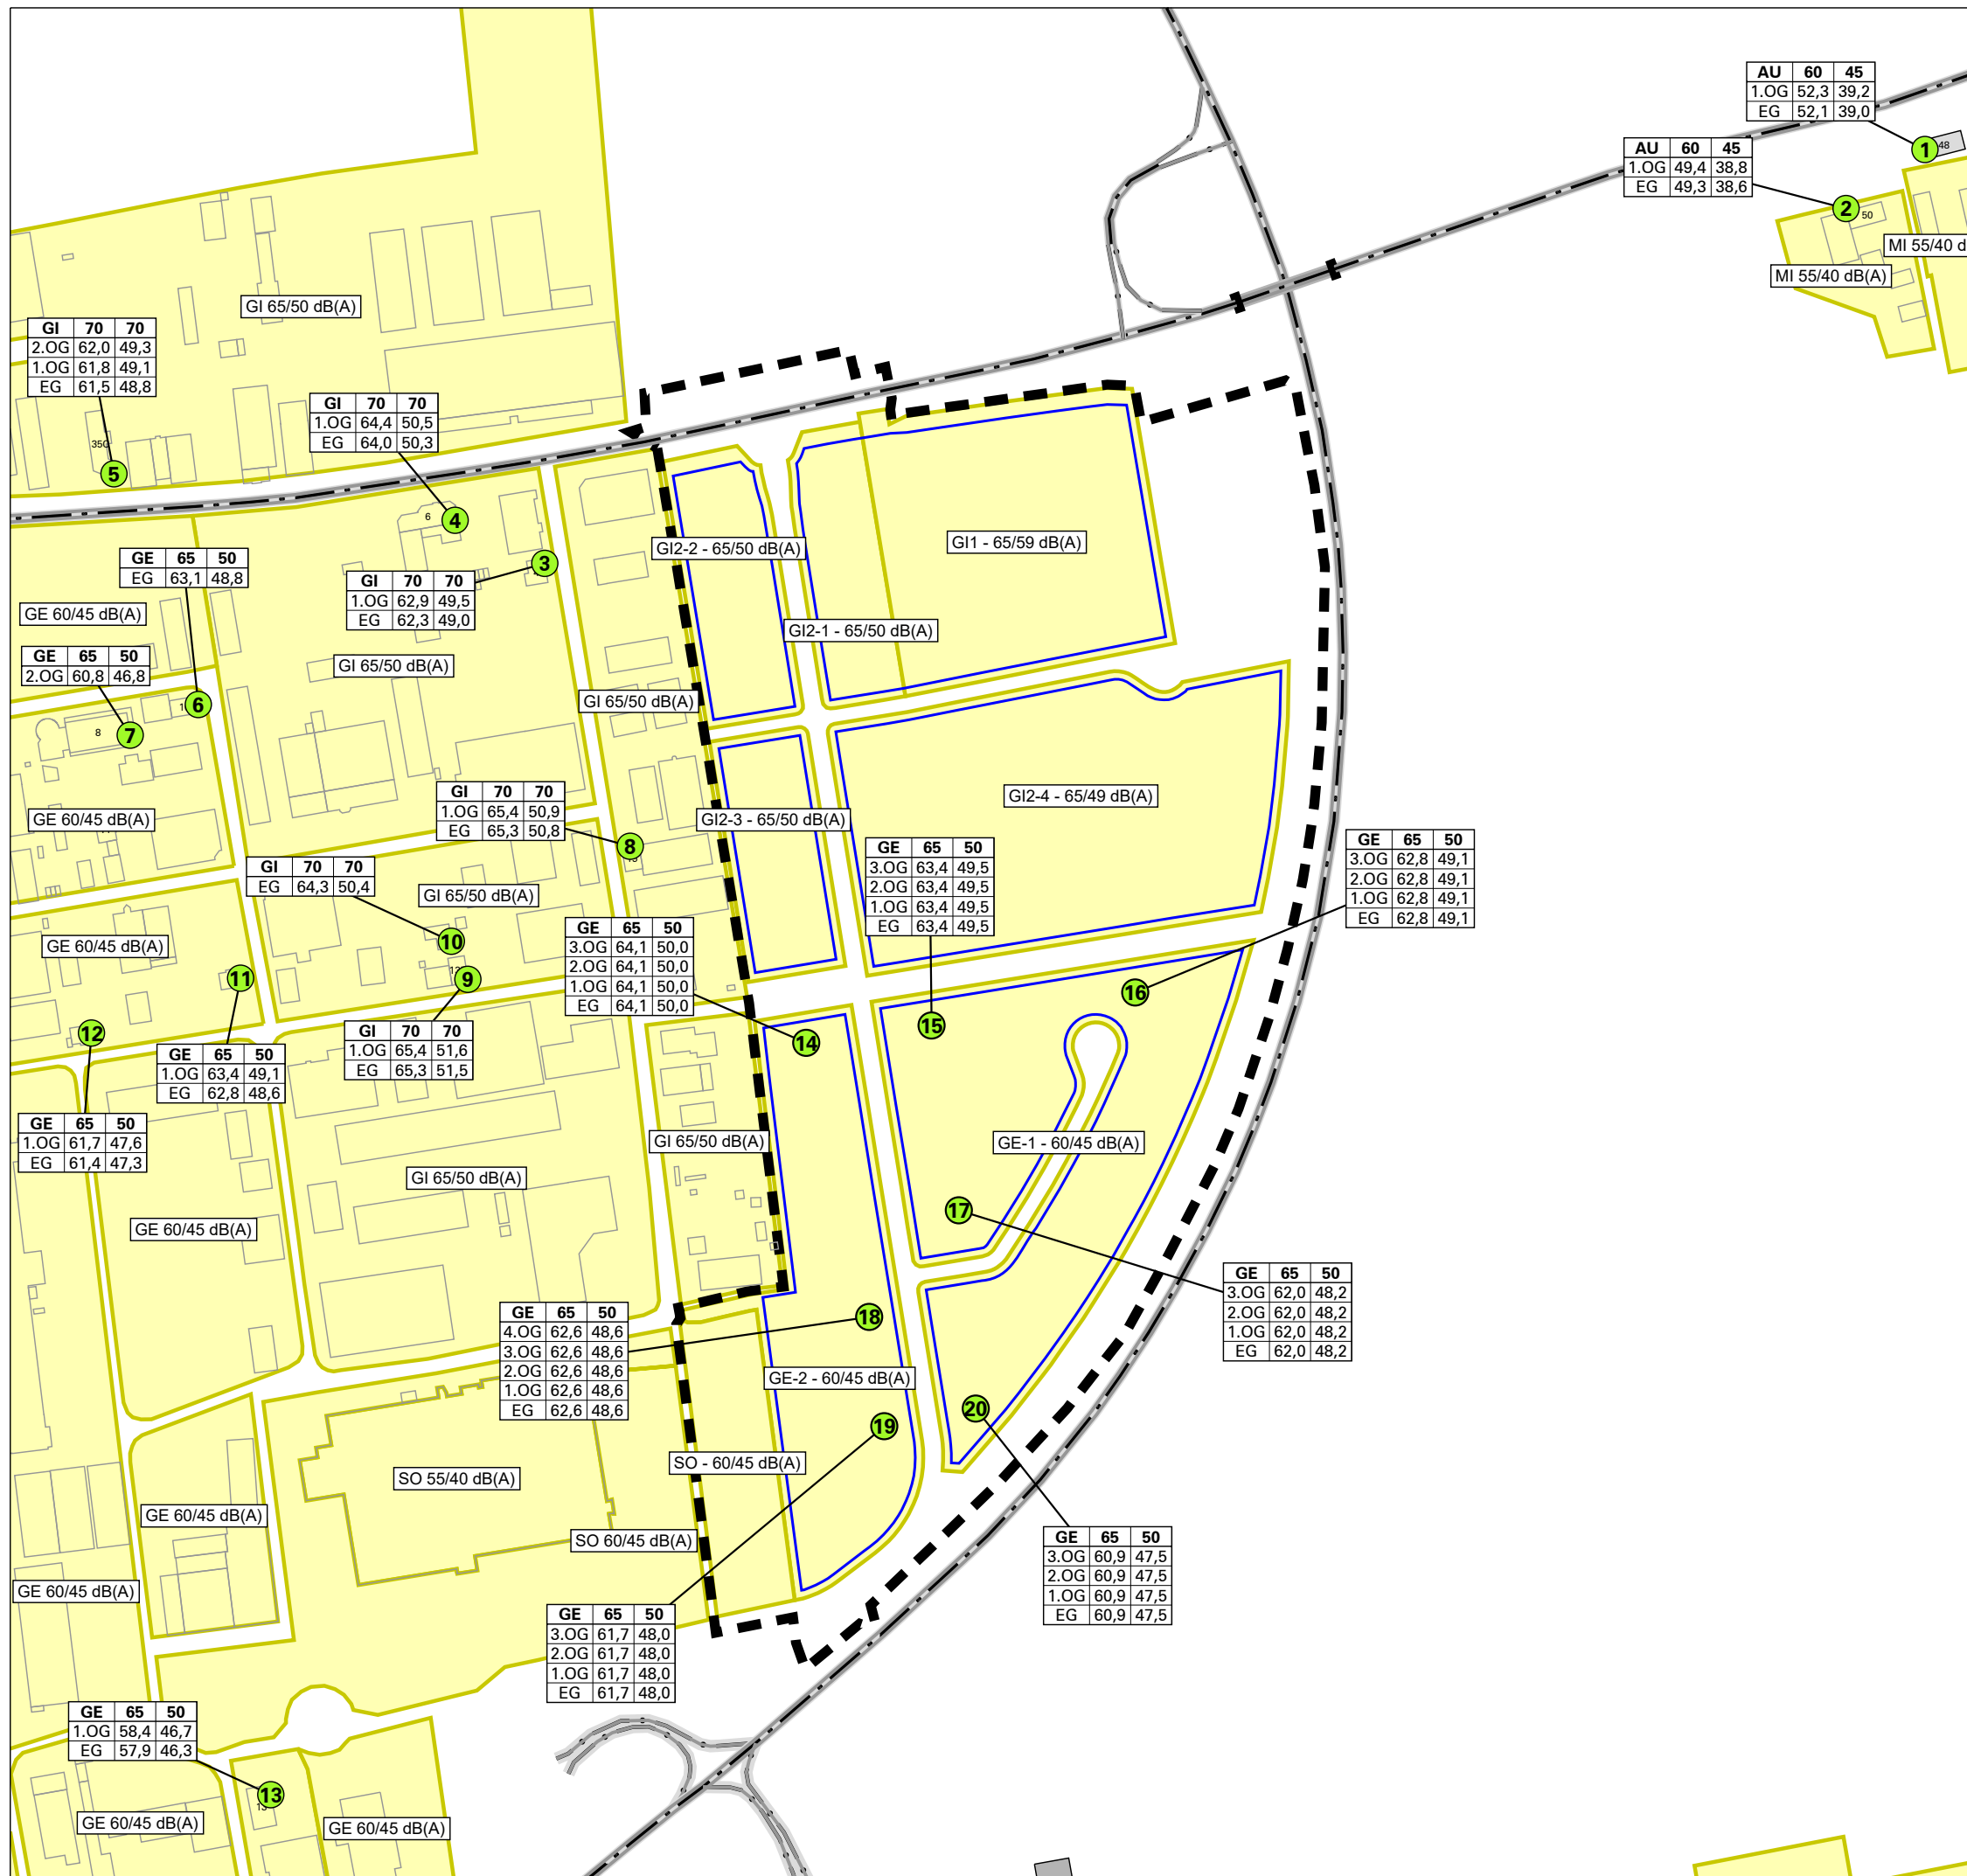 AU 60 45
1.OG 52,3 39,2
EG 52,1 39,0
1
48
AU 60 45
1.OG 49,4 38,8
EG 49,3 38,6
2
50
MI 55/40 d
MI 55/40 dB(A)
GI 65/50 dB(A)
GI 70 70
2.OG 62,0 49,3
1.OG 61,8 49,1
EG 61,5 48,8
5
GI 70 70
1.OG 64,4 50,5
EG 64,0 50,3
6
4
3
GI 70 70
1.OG 62,9 49,5
EG 62,3 49,0
GE 65 50
EG 63,1 48,8
GE 60/45 dB(A)
GE 65 50
2.OG 60,8 46,8
6
8
7
GI 65/50 dB(A)
GI2-2 - 65/50 dB(A)
GI1 - 65/59 dB(A)
GI2-1 - 65/50 dB(A)
GI 65/50 dB(A)
GE 60/45 dB(A)
GI 70 70
1.OG 65,4 50,9
EG 65,3 50,8
8
GI2-3 - 65/50 dB(A)
GI2-4 - 65/49 dB(A)
GE 65 50
3.OG 63,4 49,5
2.OG 63,4 49,5
1.OG 63,4 49,5
EG 63,4 49,5
GE 65 50
3.OG 62,8 49,1
2.OG 62,8 49,1
1.OG 62,8 49,1
EG 62,8 49,1
GI 70 70
EG 64,3 50,4
GI 65/50 dB(A)
GE 60/45 dB(A)
10
9
11
12
GE 65 50
3.OG 64,1 50,0
2.OG 64,1 50,0
1.OG 64,1 50,0
EG 64,1 50,0
14
15
16
GI 70 70
1.OG 65,4 51,6
EG 65,3 51,5
GE 65 50
1.OG 63,4 49,1
EG 62,8 48,6
GE 65 50
1.OG 61,7 47,6
EG 61,4 47,3
GI 65/50 dB(A)
GE-1 - 60/45 dB(A)
GI 65/50 dB(A)
GE 60/45 dB(A)
17
GE 65 50
3.OG 62,0 48,2
2.OG 62,0 48,2
1.OG 62,0 48,2
EG 62,0 48,2
GE 65 50
4.OG 62,6 48,6
3.OG 62,6 48,6
2.OG 62,6 48,6
1.OG 62,6 48,6
EG 62,6 48,6
18
GE-2 - 60/45 dB(A)
19
20
SO 55/40 dB(A)
SO - 60/45 dB(A)
GE 60/45 dB(A)
SO 60/45 dB(A)
GE 65 50
3.OG 60,9 47,5
2.OG 60,9 47,5
1.OG 60,9 47,5
EG 60,9 47,5
GE 60/45 dB(A)
GE 65 50
3.OG 61,7 48,0
2.OG 61,7 48,0
1.OG 61,7 48,0
EG 61,7 48,0
GE 65 50
1.OG 58,4 46,7
EG 57,9 46,3
13
GE 60/45 dB(A)
GE 60/45 dB(A)